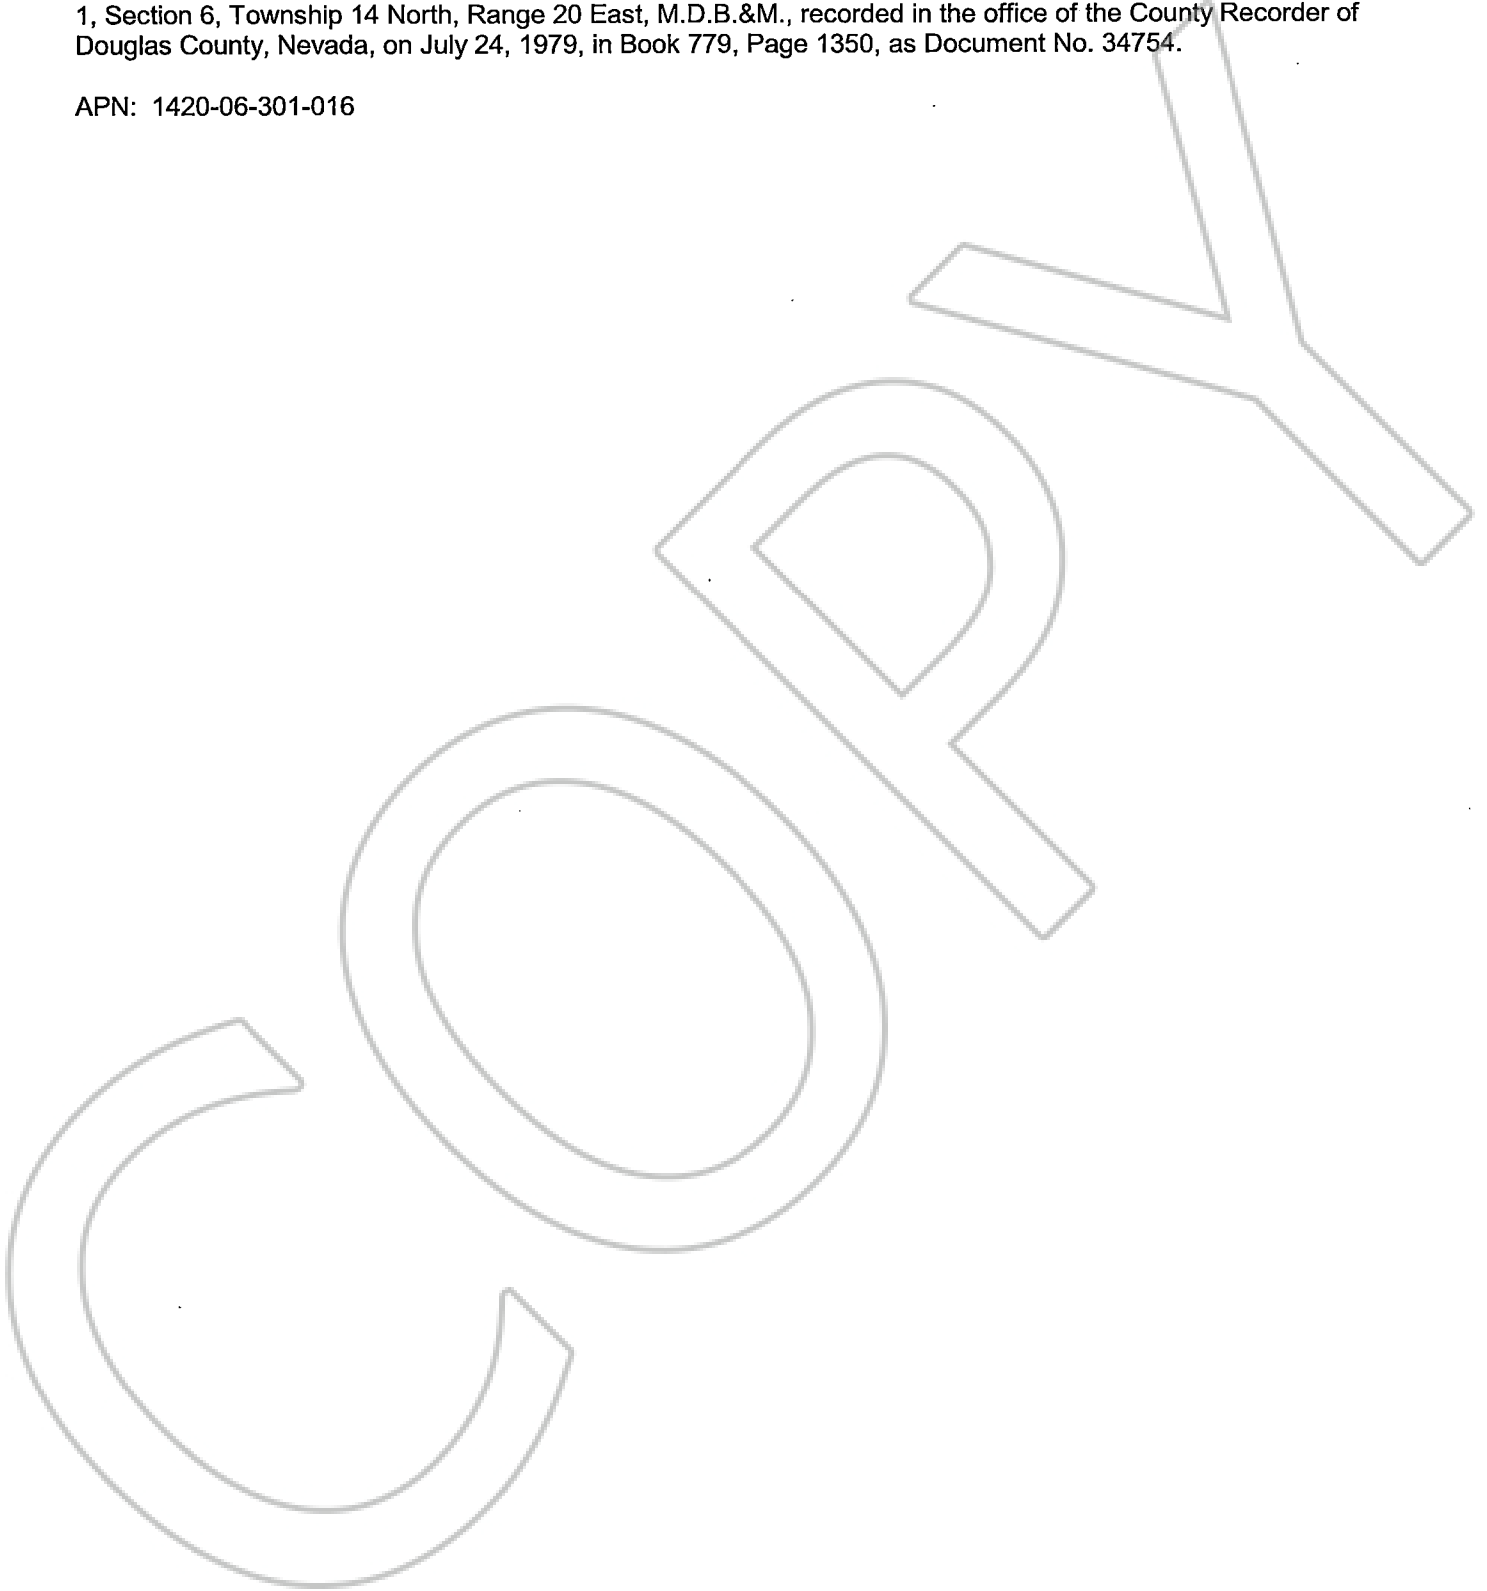 1, Section 6, Township 14 North, Range 20 East, M.D.B.&M., recorded in the office of the County Recorder of
Douglas County, Nevada, on July 24, 1979, in Book 779, Page 1350, as Document No. 34754.
APN: 1420-06-301-016
COPY